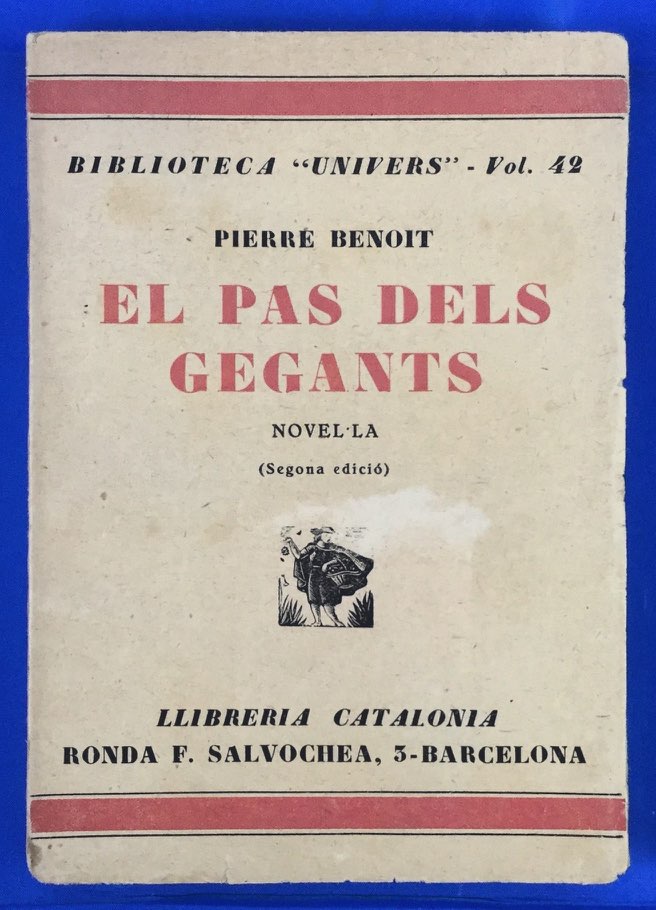 BIBLIOTECA “UNIVERS” - Vol. 42
PIERRE BENOIT
EL PAS DELS
GEGANTS
NOVEL·LA
(Segona edició)
LLIBRERIA CATALONIA
RONDA F. SALVOCHEA, 3-BARCELONA